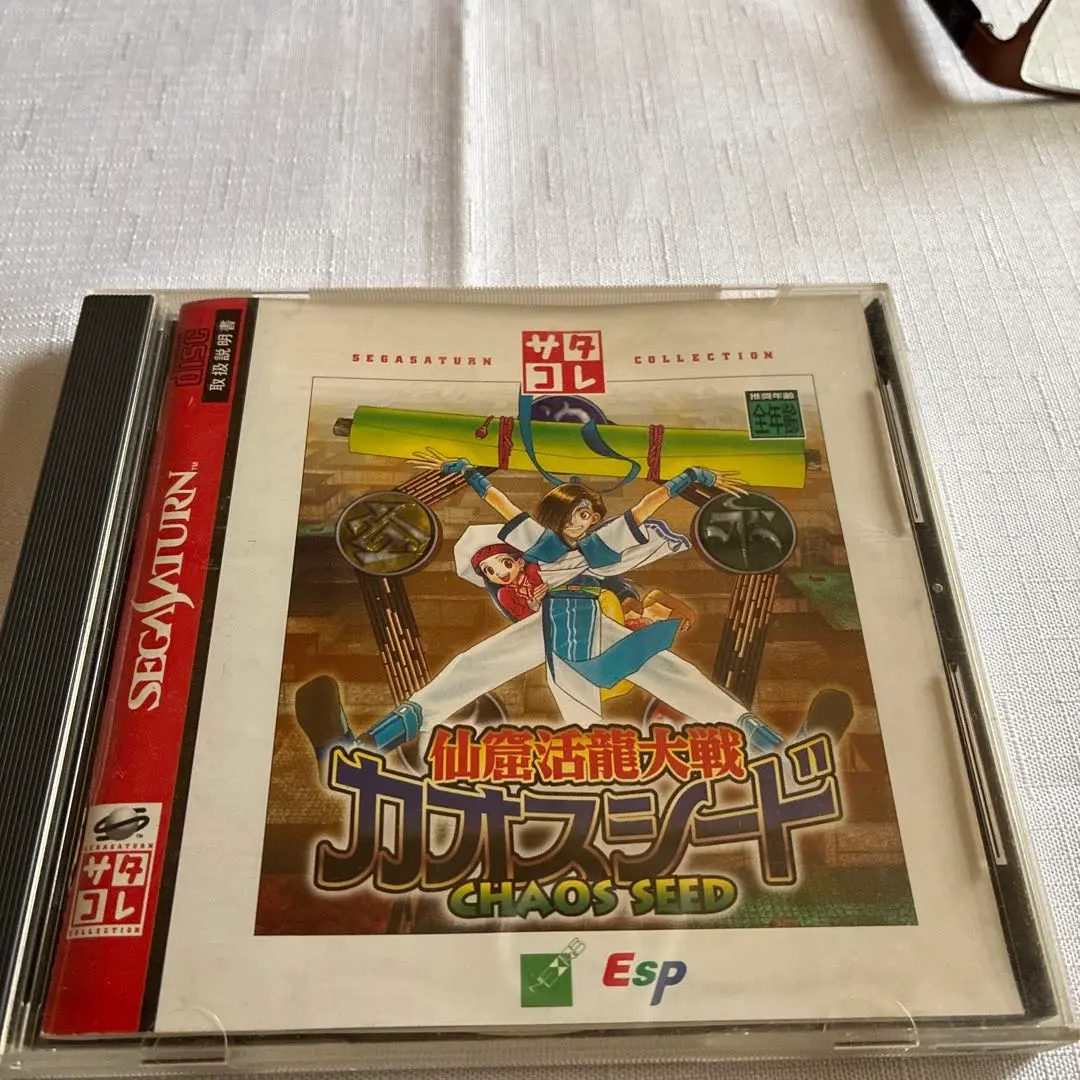 DISC
取扱説明書
SEGASATURN
サタ
コレ
COLLECTION
推奨年齢
全年齢
SEGA SATURN™
仙窟活龍大戦
カオスシード
CHAOS SEED
SEGASATURN
サタ
コレ
COLLECTION
Esp